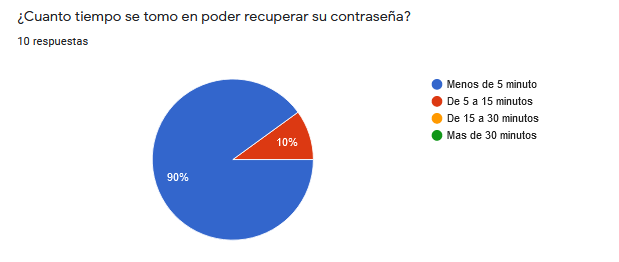 ¿Cuanto tiempo se tomo en poder recuperar su contraseña?
10 respuestas
Menos de 5 minuto
De 5 a 15 minutos
De 15 a 30 minutos
Mas de 30 minutos
10%
90%